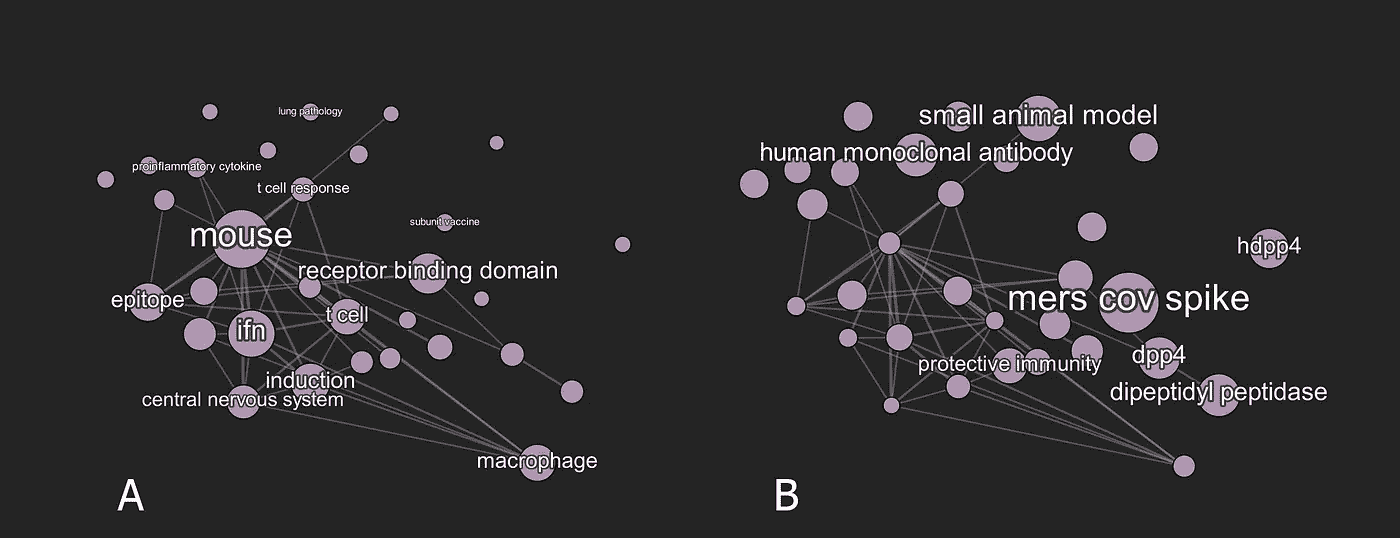 lung pathology
proinflammatory cytokine
t cell response
subunit vaccine
mouse
receptor binding domain
epitope
t cell
ifn
induction
central nervous system
macrophage
A
small animal model
human monoclonal antibody
hdpp4
mers cov spike
dpp4
protective immunity
dipeptidyl peptidase
B